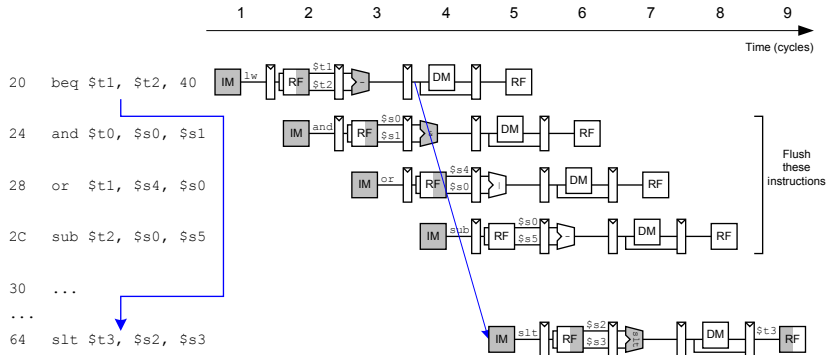 1 2 3 4 5 6 7 8 9
Time (cycles)
20 beq $t1, $t2, 40 IM lw RF $t1 $t2 - DM RF
24 and $t0, $s0, $s1 IM and RF $s0 $s1 & DM RF
28 or $t1, $s4, $s0 IM or RF $s4 $s0 | DM RF
2C sub $t2, $s0, $s5 IM sub RF $s0 $s5 - DM RF
Flush
these
instructions
30 ...
...
64 slt $t3, $s2, $s3 IM slt RF $s2 $s3 slt DM $t3 RF